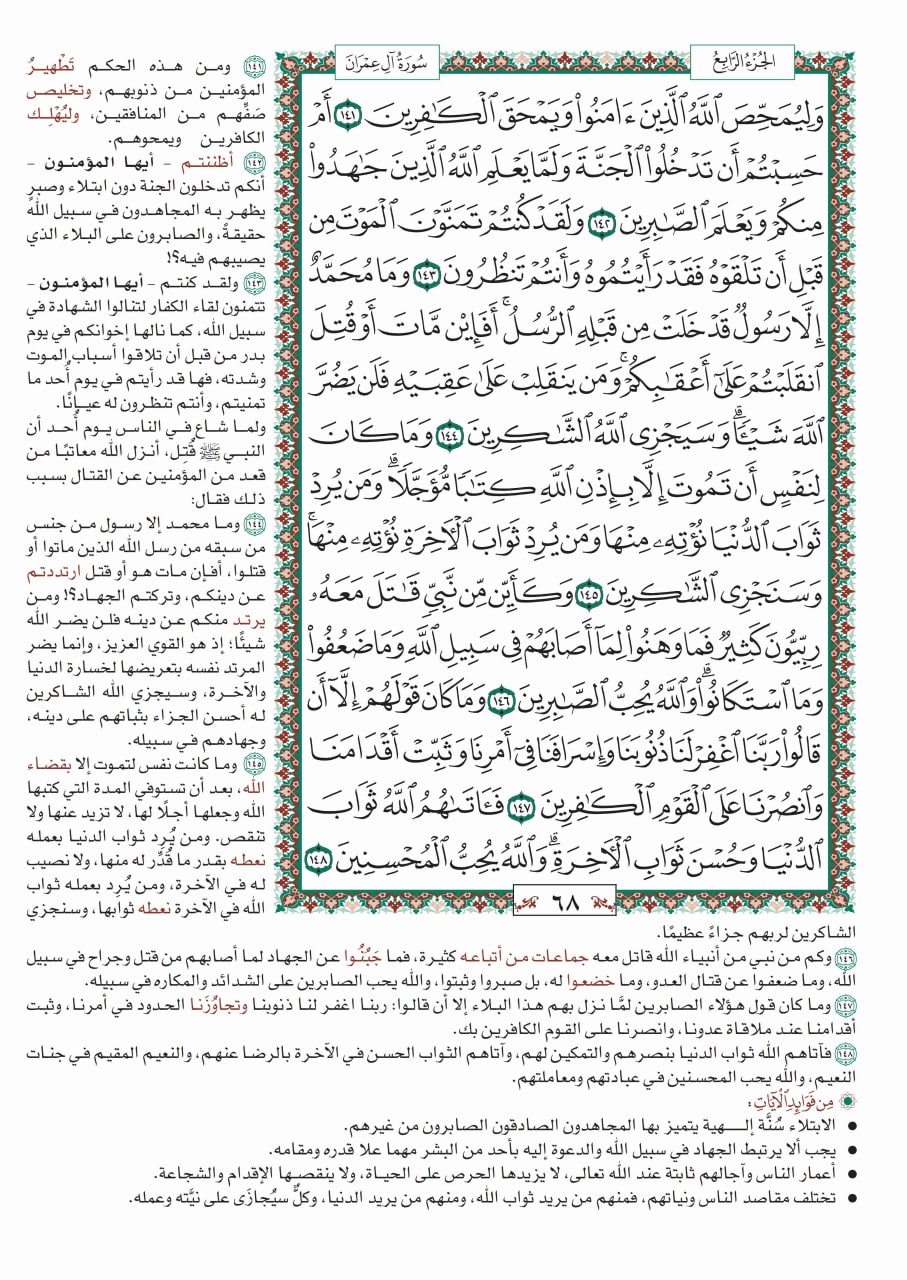 الجُزْءُ الرَّابِعُ
سُورَةُ آلِ عِمْرَانَ
وَلِيُمَحِّصَ ٱللَّهُ ٱلَّذِينَ ءَامَنُواْ وَيَمۡحَقَ ٱلۡكَٰفِرِينَ ١٤١ أَمۡ
حَسِبۡتُمۡ أَن تَدۡخُلُواْ ٱلۡجَنَّةَ وَلَمَّا يَعۡلَمِ ٱللَّهُ ٱلَّذِينَ جَٰهَدُواْ
مِنكُمۡ وَيَعۡلَمَ ٱلصَّٰبِرِينَ ١٤٢ وَلَقَدۡ كُنتُمۡ تَمَنَّوۡنَ ٱلۡمَوۡتَ مِن
قَبۡلِ أَن تَلۡقَوۡهُ فَقَدۡ رَأَيۡتُمُوهُ وَأَنتُمۡ تَنظُرُونَ ١٤٣ وَمَا مُحَمَّدٌ
إِلَّا رَسُولٞ قَدۡ خَلَتۡ مِن قَبۡلِهِ ٱلرُّسُلُۚ أَفَإِيْن مَّاتَ أَوۡ قُتِلَ
ٱنقَلَبۡتُمۡ عَلَىٰٓ أَعۡقَٰبِكُمۡۚ وَمَن يَنقَلِبۡ عَلَىٰ عَقِبَيۡهِ فَلَن يَضُرَّ
ٱللَّهَ شَيۡـٔٗاۗ وَسَيَجۡزِي ٱللَّهُ ٱلشَّٰكِرِينَ ١٤٤ وَمَا كَانَ
لِنَفۡسٍ أَن تَمُوتَ إِلَّا بِإِذۡنِ ٱللَّهِ كِتَٰبٗا مُّؤَجَّلٗاۗ وَمَن يُرِدۡ
ثَوَابَ ٱلدُّنۡيَا نُؤۡتِهِۦ مِنۡهَا وَمَن يُرِدۡ ثَوَابَ ٱلۡأٓخِرَةِ نُؤۡتِهِۦ مِنۡهَاۚ
وَسَنَجۡزِي ٱلشَّٰكِرِينَ ١٤٥ وَكَأَيِّن مِّن نَّبِيّٖ قَٰتَلَ مَعَهُۥ
رِبِّيُّونَ كَثِيرٞ فَمَا وَهَنُواْ لِمَآ أَصَابَهُمۡ فِي سَبِيلِ ٱللَّهِ وَمَا ضَعُفُواْ
وَمَا ٱسۡتَكَانُواْۗ وَٱللَّهُ يُحِبُّ ٱلصَّٰبِرِينَ ١٤٦ وَمَا كَانَ قَوۡلَهُمۡ إِلَّآ أَن
قَالُواْ رَبَّنَا ٱغۡفِرۡ لَنَا ذُنُوبَنَا وَإِسۡرَافَنَا فِيٓ أَمۡرِنَا وَثَبِّتۡ أَقۡدَامَنَا
وَٱنصُرۡنَا عَلَى ٱلۡقَوۡمِ ٱلۡكَٰفِرِينَ ١٤٧ فَـَٔاتَىٰهُمُ ٱللَّهُ ثَوَابَ
ٱلدُّنۡيَا وَحُسۡنَ ثَوَابِ ٱلۡأٓخِرَةِۗ وَٱللَّهُ يُحِبُّ ٱلۡمُحۡسِنِينَ ١٤٨
٦٨
١٤١ ومن هذه الحكم تَطْهيرُ
المؤمنين من ذنوبهم، وتخليص
صَفِّهم من المنافقين، وليُهْلِك
الكافرين ويمحوهم.
١٤٢ أظننتم - أيها المؤمنون -
أنكم تدخلون الجنة دون ابتلاء وصبرٍ
يظهر به المجاهدون في سبيل الله
حقيقةً، والصابرون على البلاء الذي
يصيبهم فيه؟!
١٤٣ ولقد كنتم - أيها المؤمنون -
تتمنون لقاء الكفار لتنالوا الشهادة في
سبيل الله، كما نالها إخوانكم في يوم
بدر من قبل أن تلاقوا أسباب الموت
وشدته، فها قد رأيتم في يوم أُحد ما
تمنيتم، وأنتم تنظرون له عيانًا.
ولما شاع في الناس يوم أُحد أن
النبي ﷺ قُتل، أنزل الله معاتبًا من
قعد من المؤمنين عن القتال بسبب
ذلك فقال:
١٤٤ وما محمد إلا رسول من جنس
من سبقه من رسل الله الذين ماتوا أو
قتلوا، أفإن مات هو أو قتل ارتددتم
عن دينكم، وتركتم الجهاد؟! ومن
يرتد منكم عن دينه فلن يضر الله
شيئًا؛ إذ هو القوي العزيز، وإنما يضر
المرتد نفسه بتعريضها لخسارة الدنيا
والآخرة، وسيجزي الله الشاكرين
له أحسن الجزاء بثباتهم على دينه،
وجهادهم في سبيله.
١٤٥ وما كانت نفس لتموت إلا بقضاء
الله، بعد أن تستوفي المدة التي كتبها
الله وجعلها أجلًا لها، لا تزيد عنها ولا
تنقص. ومن يُرِد ثواب الدنيا بعمله
نعطه بقدر ما قُدِّر له منها، ولا نصيب
له في الآخرة، ومن يُرِد بعمله ثواب
الله في الآخرة نعطه ثوابها، وسنجزي
الشاكرين لربهم جزاءً عظيمًا.
١٤٦ وكم من نبي من أنبياء الله قاتل معه جماعات من أتباعه كثيرة، فما جَبُنُوا عن الجهاد لما أصابهم من قتل وجراح في سبيل
الله، وما ضعفوا عن قتال العدو، وما خضعوا له، بل صبروا وثبتوا، والله يحب الصابرين على الشدائد والمكاره في سبيله.
١٤٧ وما كان قول هؤلاء الصابرين لمَّا نزل بهم هذا البلاء إلا أن قالوا: ربنا اغفر لنا ذنوبنا وتجاوُزَنا الحدود في أمرنا، وثبت
أقدامنا عند ملاقاة عدونا، وانصرنا على القوم الكافرين بك.
١٤٨ فآتاهم الله ثواب الدنيا بنصرهم والتمكين لهم، وآتاهم الثواب الحسن في الآخرة بالرضا عنهم، والنعيم المقيم في جنات
النعيم، والله يحب المحسنين في عبادتهم ومعاملتهم.
مِن فَوَائِدِ الْآيَاتِ:
• الابتلاء سُنَّة إلـهية يتميز بها المجاهدون الصادقون الصابرون من غيرهم.
• يجب ألا يرتبط الجهاد في سبيل الله والدعوة إليه بأحد من البشر مهما علا قدره ومقامه.
• أعمار الناس وآجالهم ثابتة عند الله تعالى، لا يزيدها الحرص على الحياة، ولا ينقصها الإقدام والشجاعة.
• تختلف مقاصد الناس ونياتهم، فمنهم من يريد ثواب الله، ومنهم من يريد الدنيا، وكلٌّ سيُجازَى على نيَّته وعمله.